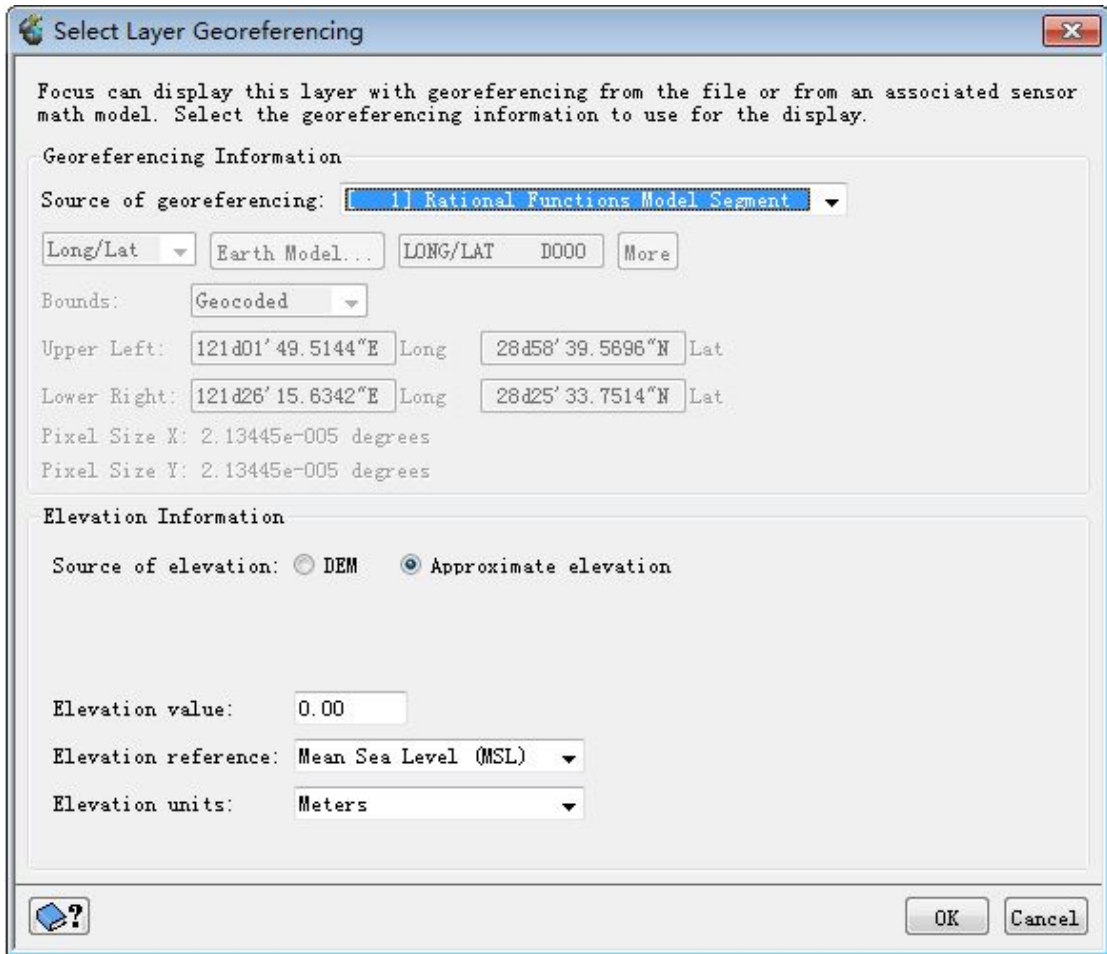 Select Layer Georeferencing
Focus can display this layer with georeferencing from the file or from an associated sensor
math model. Select the georeferencing information to use for the display.
Georeferencing Information
Source of georeferencing: [ 1] Rational Functions Model Segment
Long/Lat Earth Model... LONG/LAT D000 More
Bounds: Geocoded
Upper Left: 121d01'49.5144"E Long 28d58'39.5696"N Lat
Lower Right: 121d26'15.6342"E Long 28d25'33.7514"N Lat
Pixel Size X: 2.13445e-005 degrees
Pixel Size Y: 2.13445e-005 degrees
Elevation Information
Source of elevation: DEM Approximate elevation
Elevation value: 0.00
Elevation reference: Mean Sea Level (MSL)
Elevation units: Meters
? OK Cancel